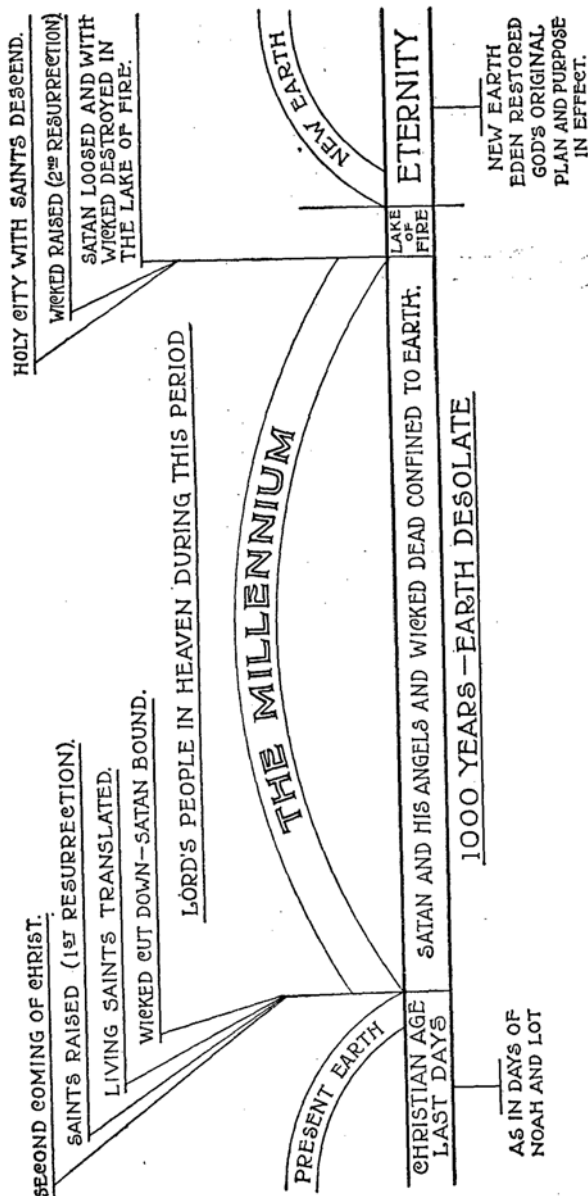 SECOND COMING OF CHRIST.
SAINTS RAISED (1ST RESURRECTION).
LIVING SAINTS TRANSLATED.
WICKED CUT DOWN–SATAN BOUND.
LORD'S PEOPLE IN HEAVEN DURING THIS PERIOD
HOLY CITY WITH SAINTS DESCEND.
WICKED RAISED (2ND RESURRECTION)
SATAN LOOSED AND WITH
WICKED DESTROYED IN
THE LAKE OF FIRE.
PRESENT EARTH
THE MILLENNIUM
NEW EARTH
CHRISTIAN AGE
LAST DAYS
SATAN AND HIS ANGELS AND WICKED DEAD CONFINED TO EARTH.
LAKE
OF
FIRE
ETERNITY
AS IN DAYS OF
NOAH AND LOT
1000 YEARS–EARTH DESOLATE
NEW EARTH
EDEN RESTORED
GOD'S ORIGINAL
PLAN AND PURPOSE
IN EFFECT.